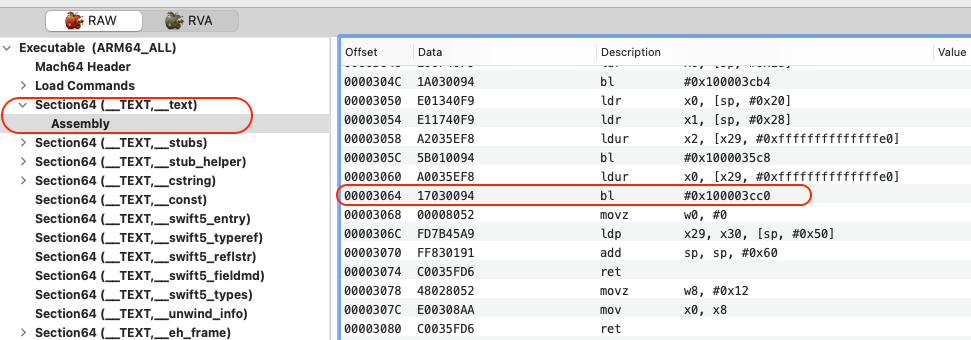 RAW
RVA
Executable (ARM64_ALL)
Mach64 Header
Load Commands
Section64 (__TEXT,__text)
Assembly
Section64 (__TEXT,__stubs)
Section64 (__TEXT,__stub_helper)
Section64 (__TEXT,__cstring)
Section64 (__TEXT,__const)
Section64 (__TEXT,__swift5_entry)
Section64 (__TEXT,__swift5_typeref)
Section64 (__TEXT,__swift5_reflstr)
Section64 (__TEXT,__swift5_fieldmd)
Section64 (__TEXT,__swift5_types)
Section64 (__TEXT,__unwind_info)
Section64 (__TEXT,__eh_frame)
Offset Data Description Value
0000304C 1A030094 bl #0x100003cb4
00003050 E01340F9 ldr x0, [sp, #0x20]
00003054 E11740F9 ldr x1, [sp, #0x28]
00003058 A2035EF8 ldur x2, [x29, #0xffffffffffffffe0]
0000305C 5B010094 bl #0x1000035c8
00003060 A0035EF8 ldur x0, [x29, #0xffffffffffffffe0]
00003064 17030094 bl #0x100003cc0
00003068 00008052 movz w0, #0
0000306C FD7B45A9 ldp x29, x30, [sp, #0x50]
00003070 FF830191 add sp, sp, #0x60
00003074 C0035FD6 ret
00003078 48028052 movz w8, #0x12
0000307C E00308AA mov x0, x8
00003080 C0035FD6 ret